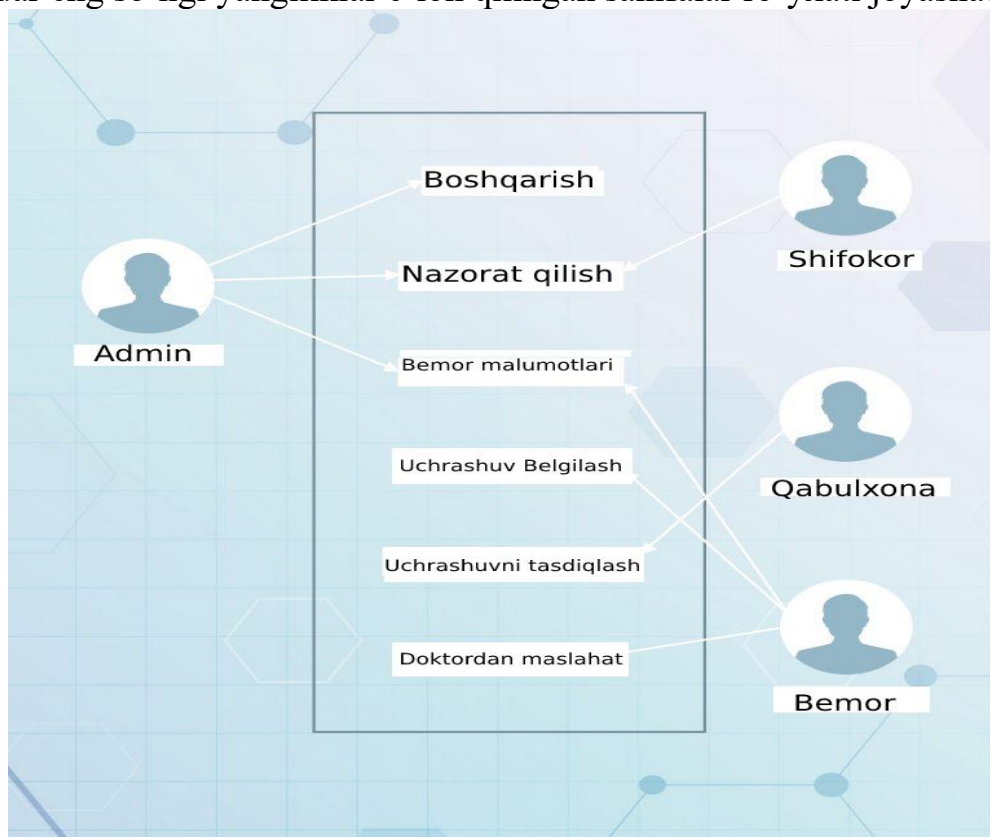 Boshqarish
Shifokor
Nazorat qilish
Admin
Bemor malumotlari
Uchrashuv Belgilash
Qabulxona
Uchrashuvni tasdiqlash
Doktordan maslahat
Bemor